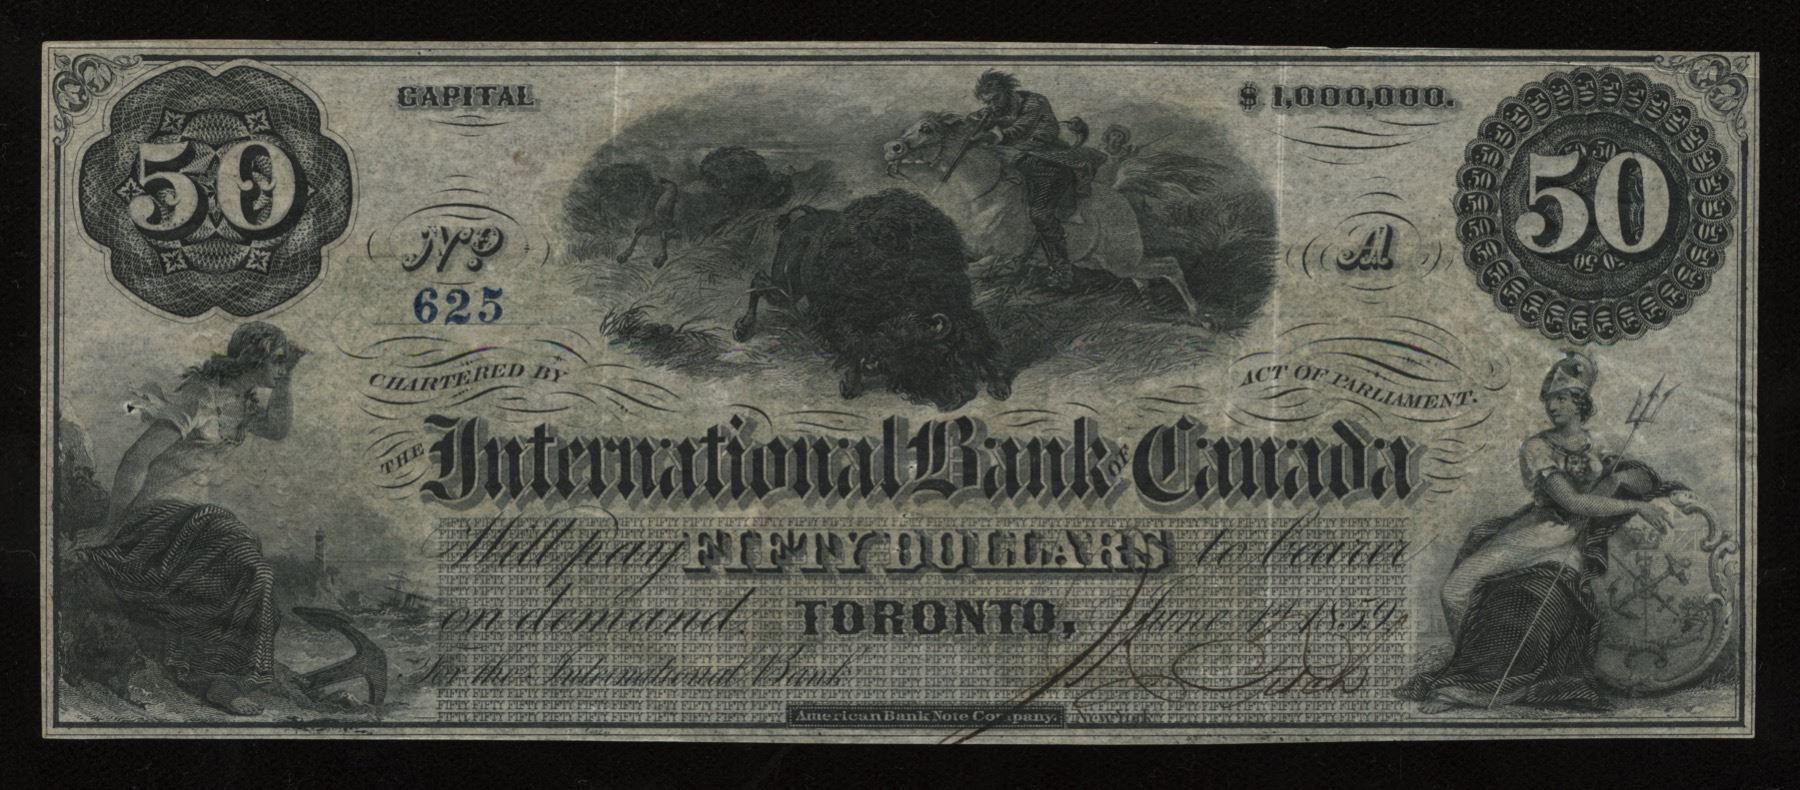 50
CAPITAL
$ 1,000,000.
50
No
A
625
CHARTERED BY
ACT OF PARLIAMENT.
THE International Bank OF Canada
Will pay FIFTY DOLLARS to bearer
on demand. TORONTO, June 1st 1859
For the International Bank
American Bank Note Company. New York